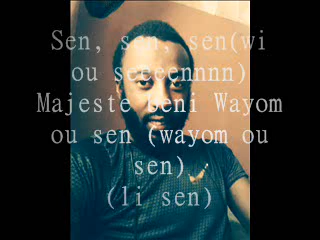 Sen, sen, sen(wi
ou seeeennnn)
Majeste beni Wayom
ou sen (wayom ou
sen)
(li sen)